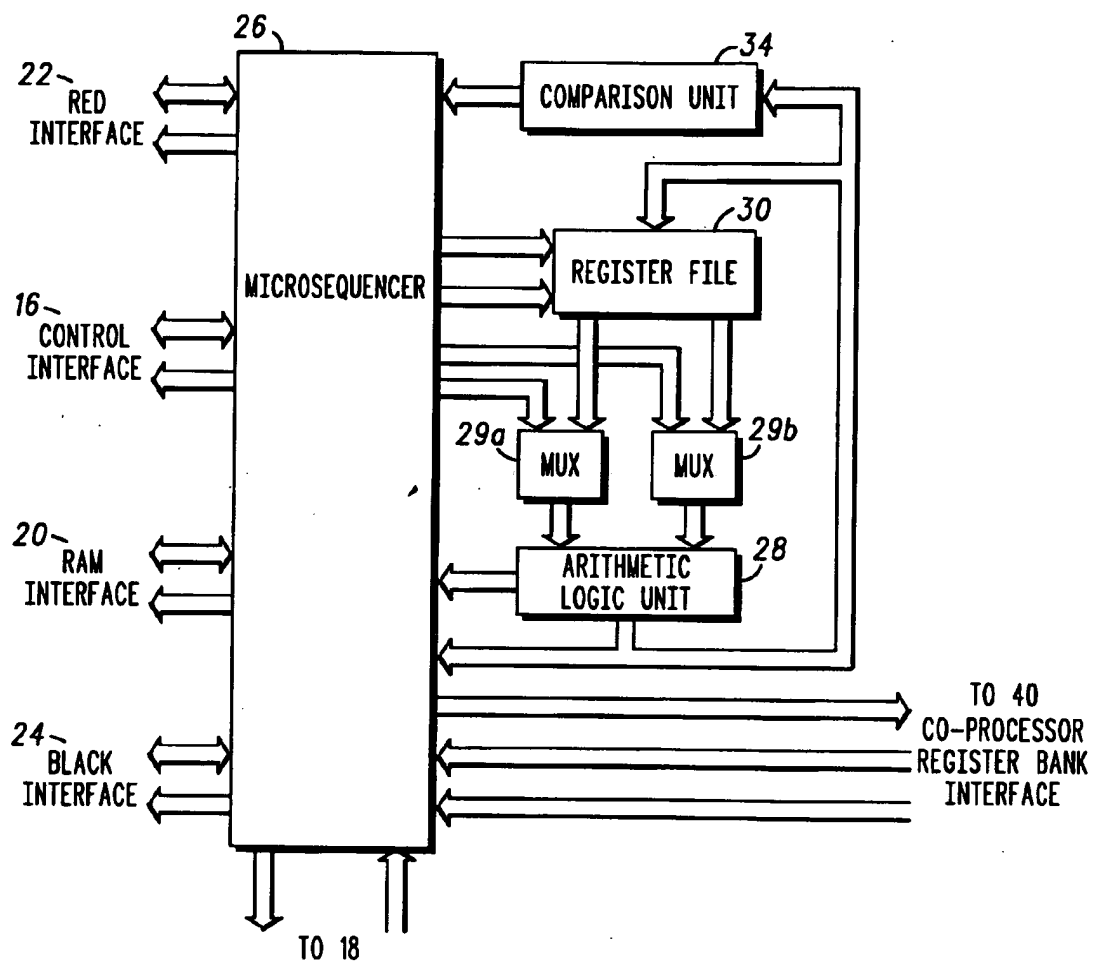 26
34
22
RED
INTERFACE
COMPARISON UNIT
30
REGISTER FILE
MICROSEQUENCER
16
CONTROL
INTERFACE
29a
MUX
29b
MUX
20
RAM
INTERFACE
28
ARITHMETIC
LOGIC UNIT
24
BLACK
INTERFACE
TO 40
CO-PROCESSOR
REGISTER BANK
INTERFACE
TO 18